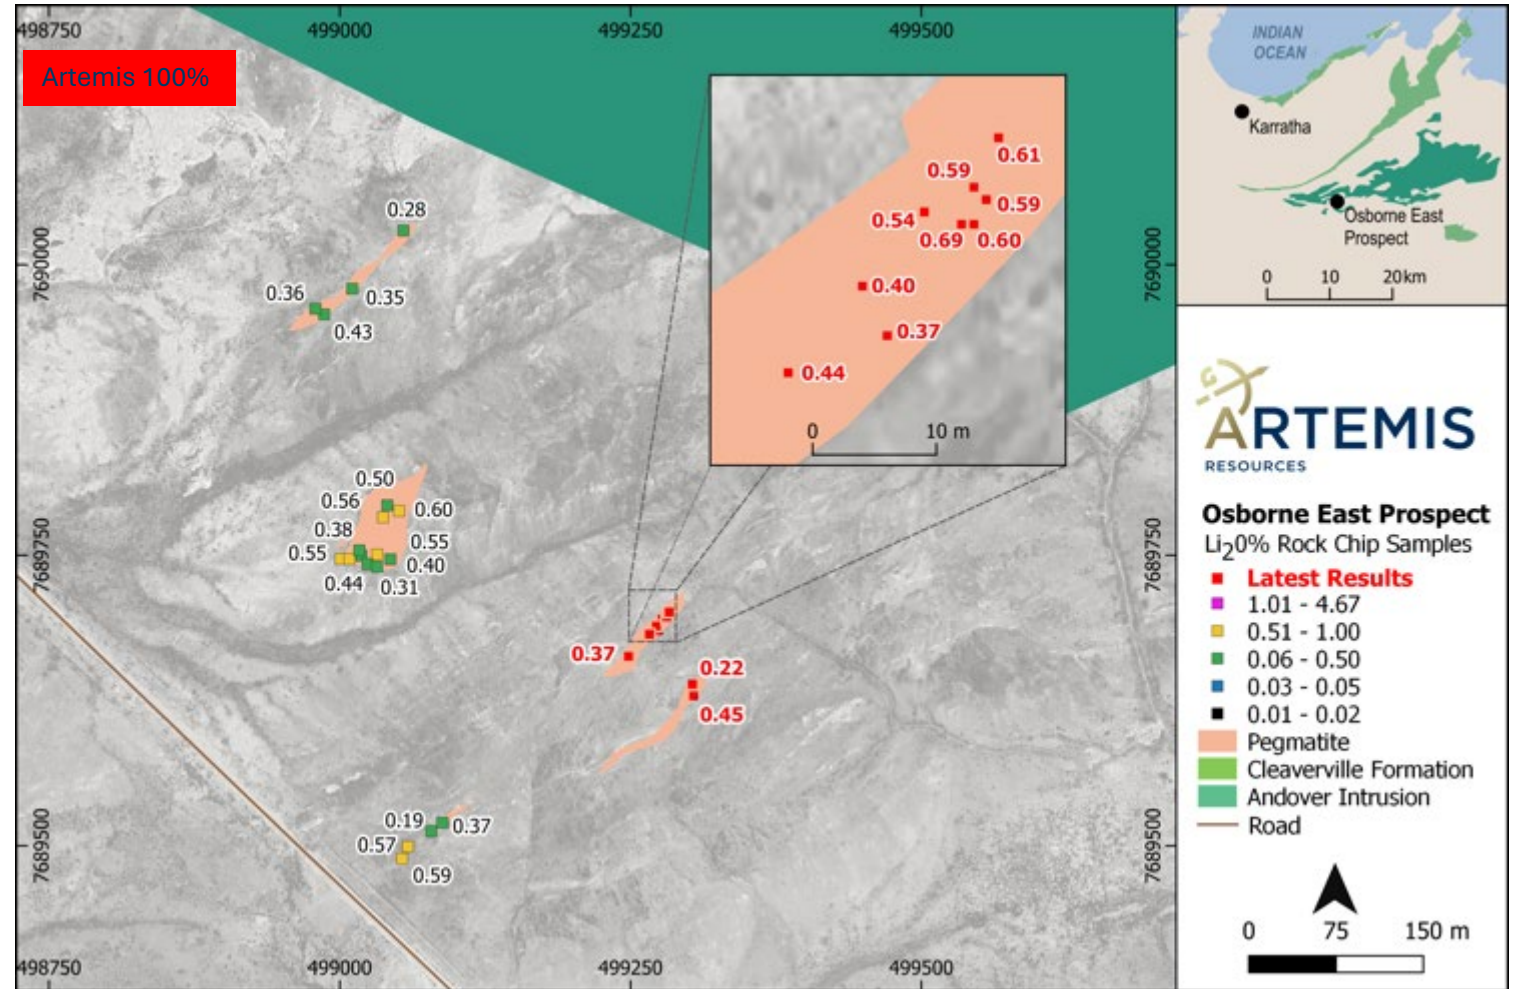 498750
499000
499250
499500
Artemis 100%
7690000
7690000
0.28
0.36
0.35
0.43
0.61
0.59
0.59
0.54
0.69
0.60
0.40
0.37
0.44
0
10 m
0.50
0.56
0.60
0.38
0.55
0.55
0.40
0.44
0.31
7689750
7689750
0.37
0.22
0.45
0.19
0.37
0.57
0.59
7689500
7689500
498750
499000
499250
499500
INDIAN
OCEAN
Karratha
Osborne East
Prospect
0 10 20km
ARTEMIS
RESOURCES
Osborne East Prospect
Li20% Rock Chip Samples
Latest Results
1.01 - 4.67
0.51 - 1.00
0.06 - 0.50
0.03 - 0.05
0.01 - 0.02
Pegmatite
Cleaverville Formation
Andover Intrusion
Road
0 75 150 m